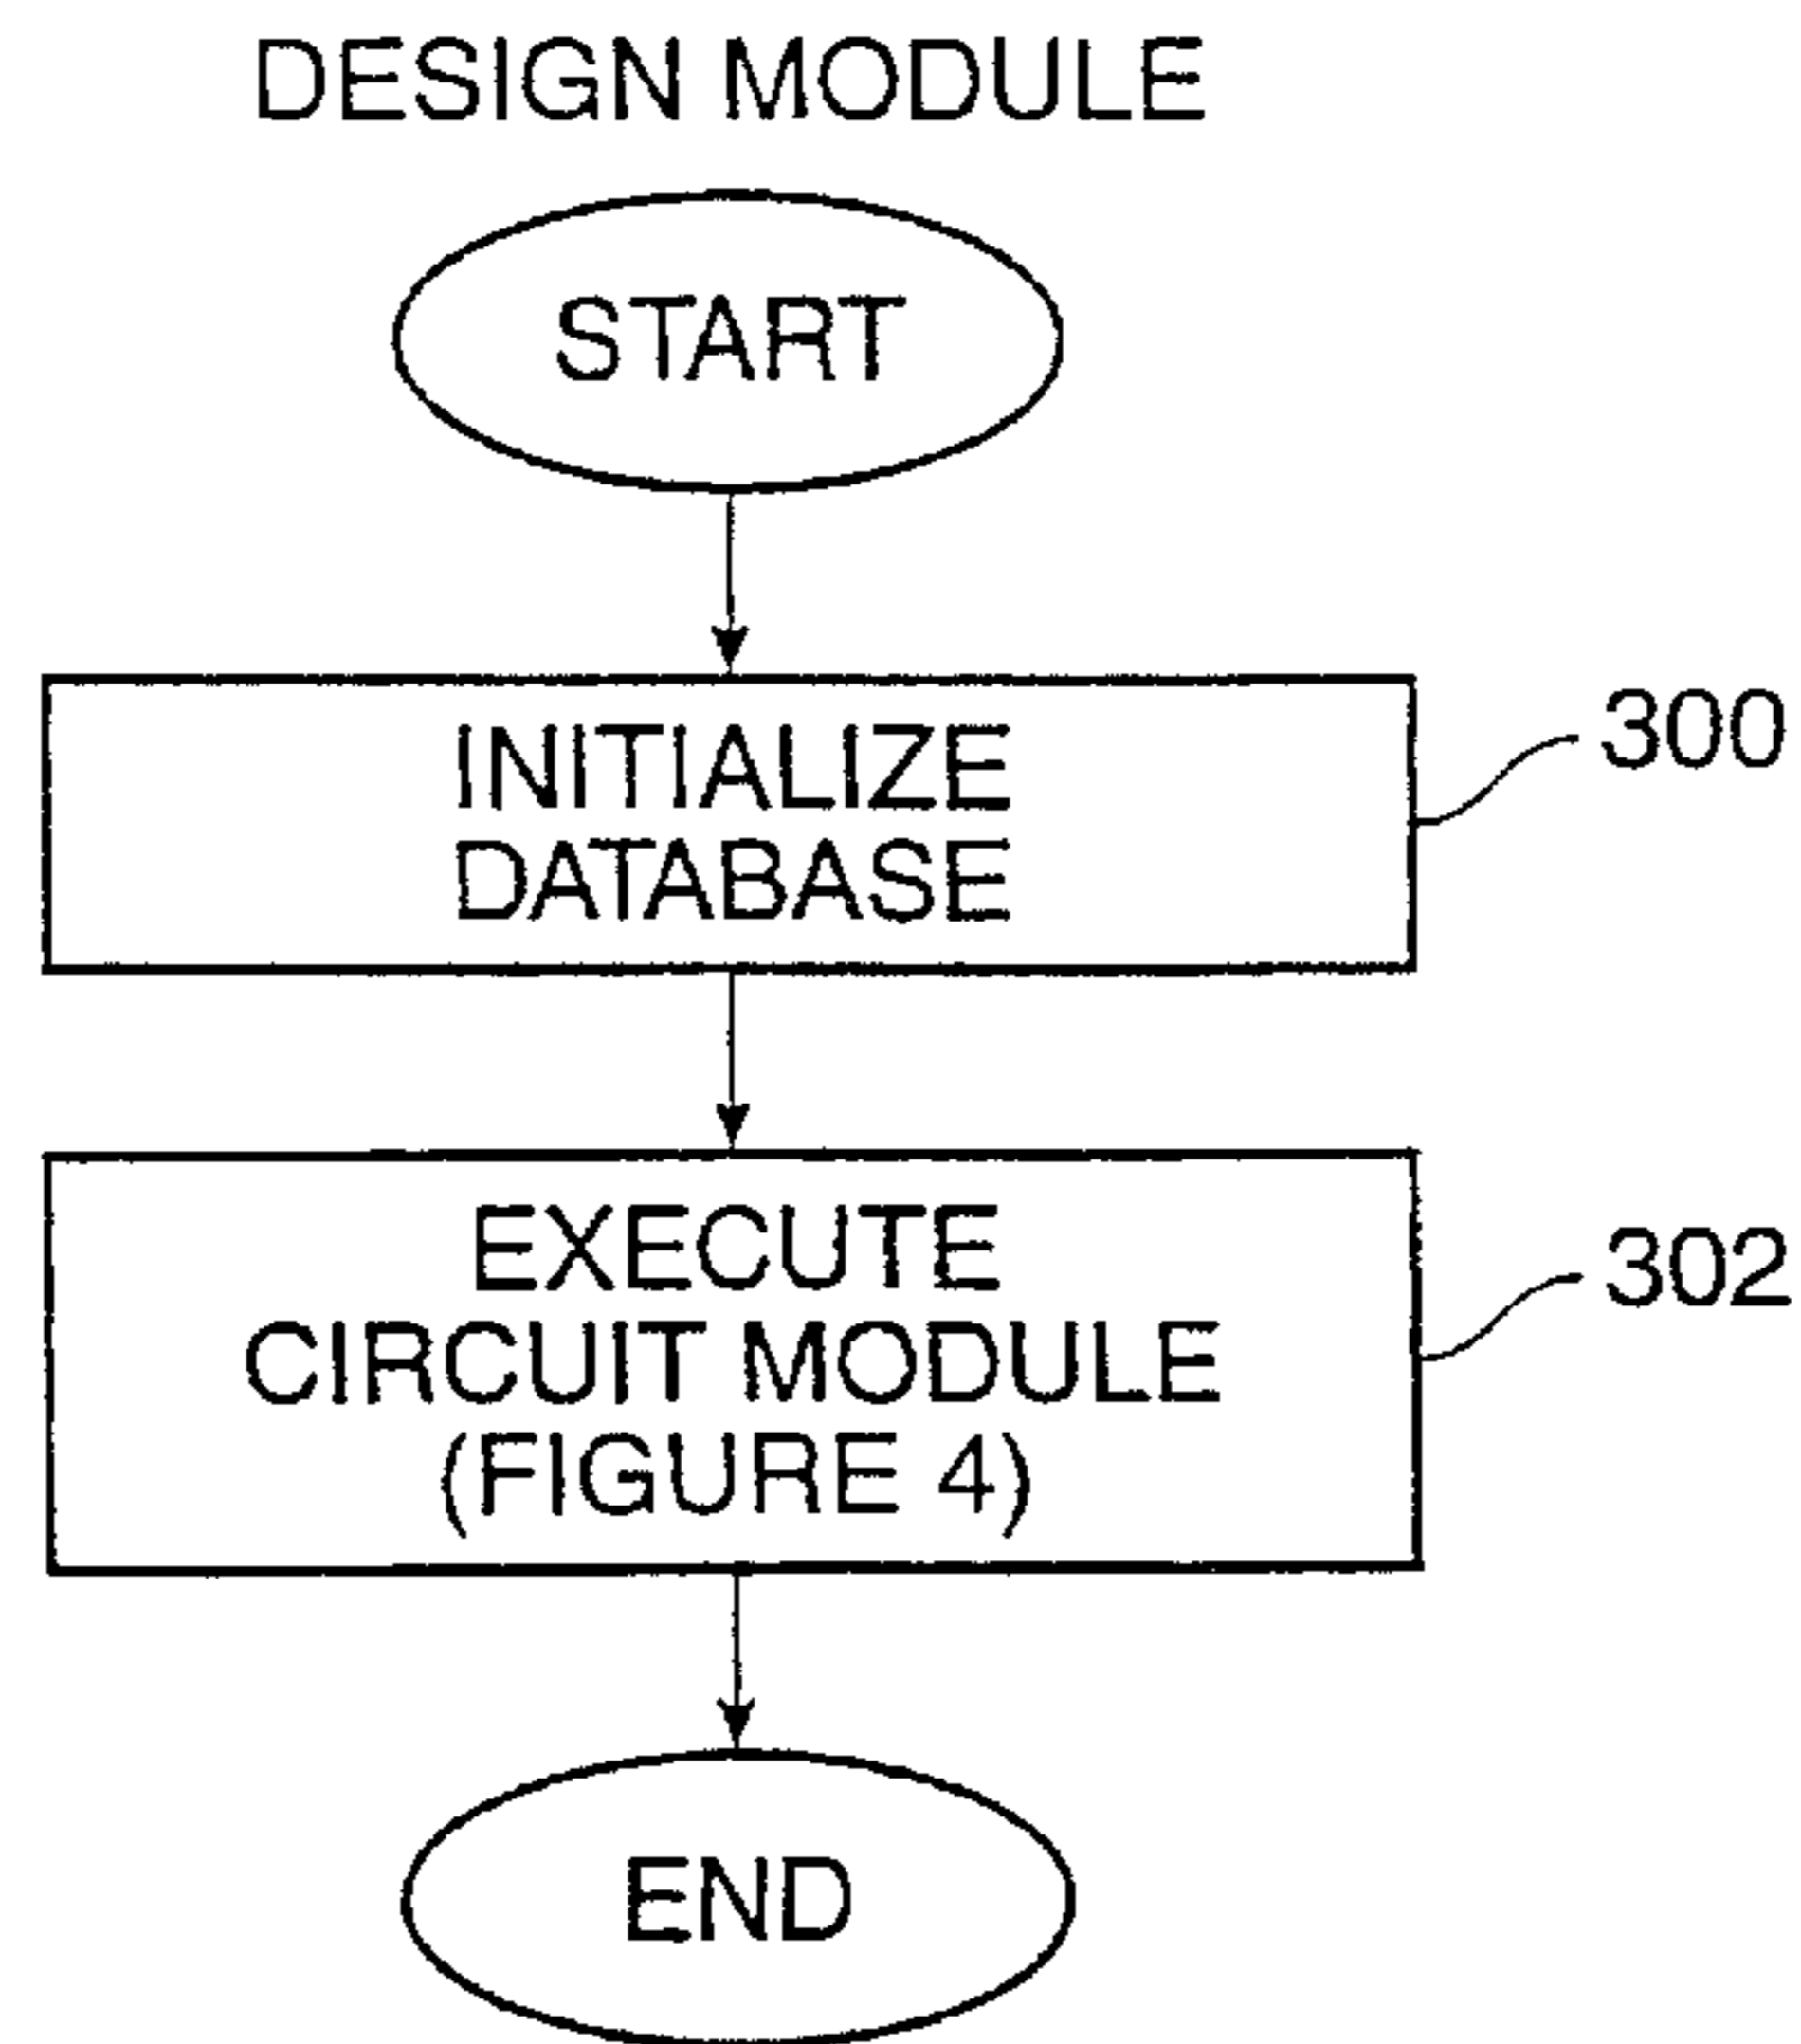 DESIGN MODULE
START
INITIALIZE
DATABASE
300
EXECUTE
CIRCUIT MODULE
(FIGURE 4)
302
END